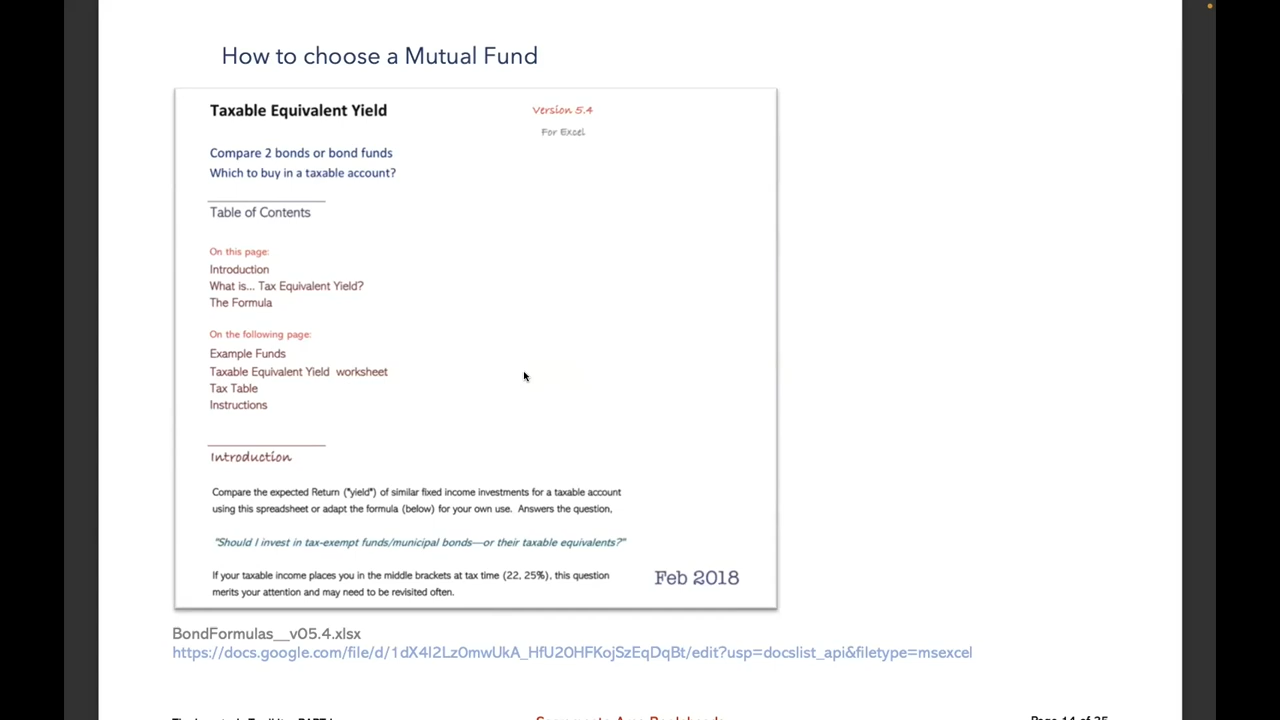 How to choose a Mutual Fund
Taxable Equivalent Yield
Version 5.4
For Excel
Compare 2 bonds or bond funds
Which to buy in a taxable account?
Table of Contents
On this page:
Introduction
What is... Tax Equivalent Yield?
The Formula
On the following page:
Example Funds
Taxable Equivalent Yield worksheet
Tax Table
Instructions
Introduction
Compare the expected Return ("yield") of similar fixed income investments for a taxable account
using this spreadsheet or adapt the formula (below) for your own use. Answers the question,
"Should I invest in tax-exempt funds/municipal bonds—or their taxable equivalents?"
If your taxable income places you in the middle brackets at tax time (22, 25%), this question
merits your attention and may need to be revisited often.
Feb 2018
BondFormulas__v05.4.xlsx
https://docs.google.com/file/d/1dX4I2LzOmwUkA_HfU2OHFKojSzEqDqBt/edit?usp=docslist_api&filetype=msexcel
Page 14 of 35